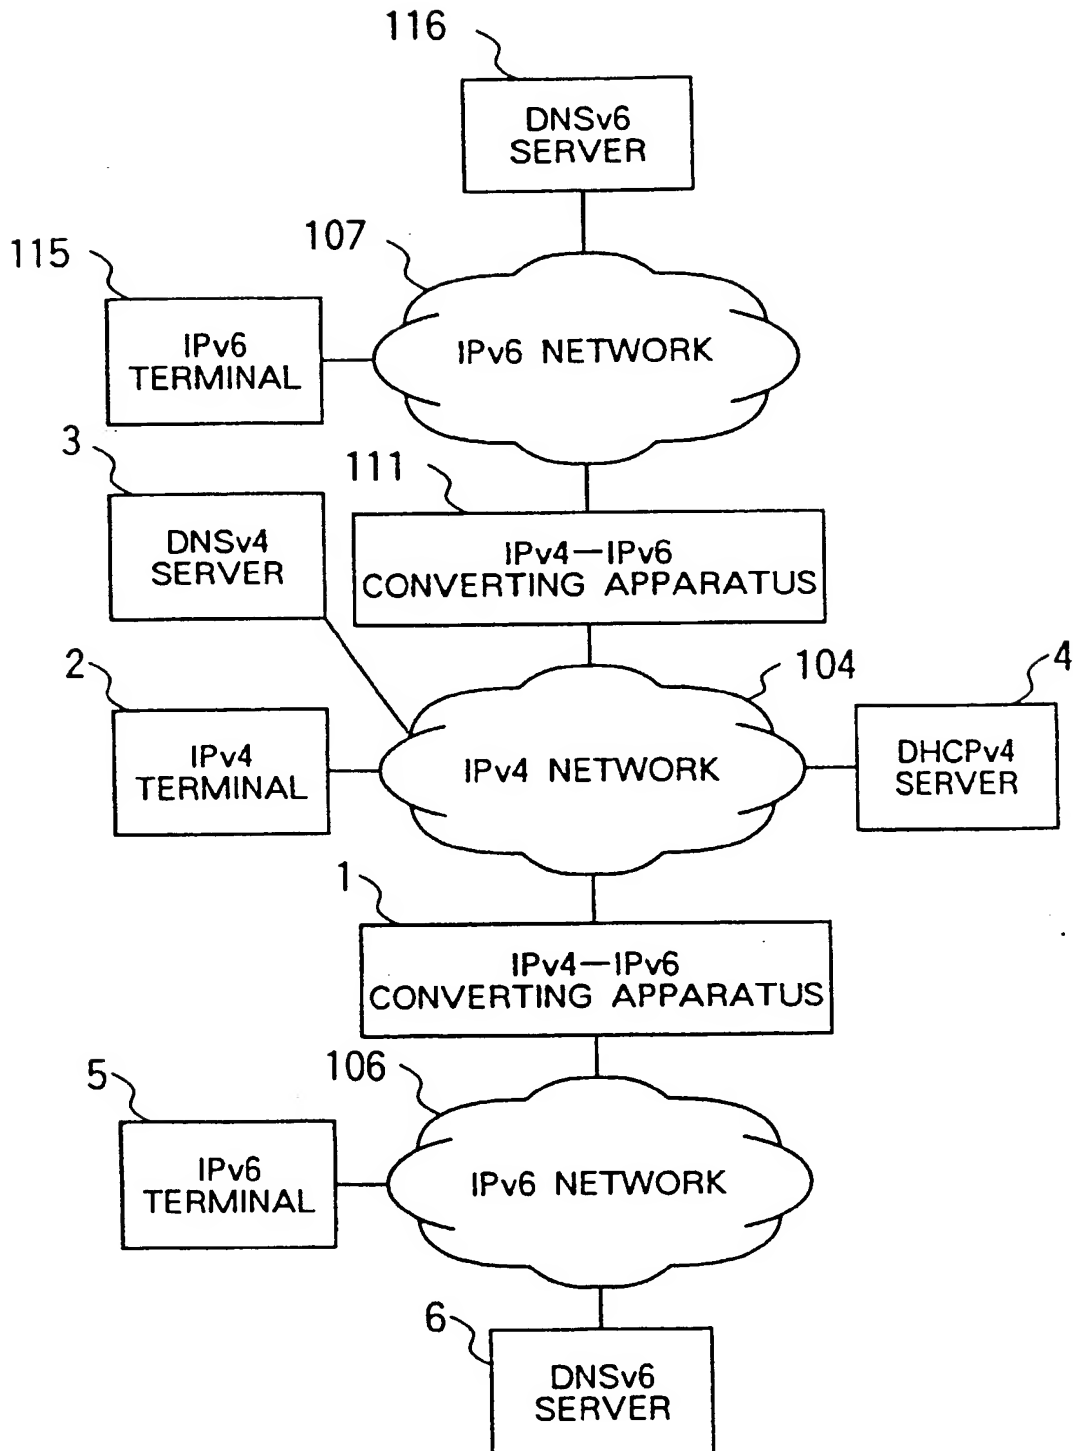 116
DNSv6
SERVER
107
115
IPv6
TERMINAL
IPv6 NETWORK
3
111
DNSv4
SERVER
IPv4—IPv6
CONVERTING APPARATUS
2
104
4
IPv4
TERMINAL
IPv4 NETWORK
DHCPv4
SERVER
1
IPv4—IPv6
CONVERTING APPARATUS
5
106
IPv6
TERMINAL
IPv6 NETWORK
6
DNSv6
SERVER